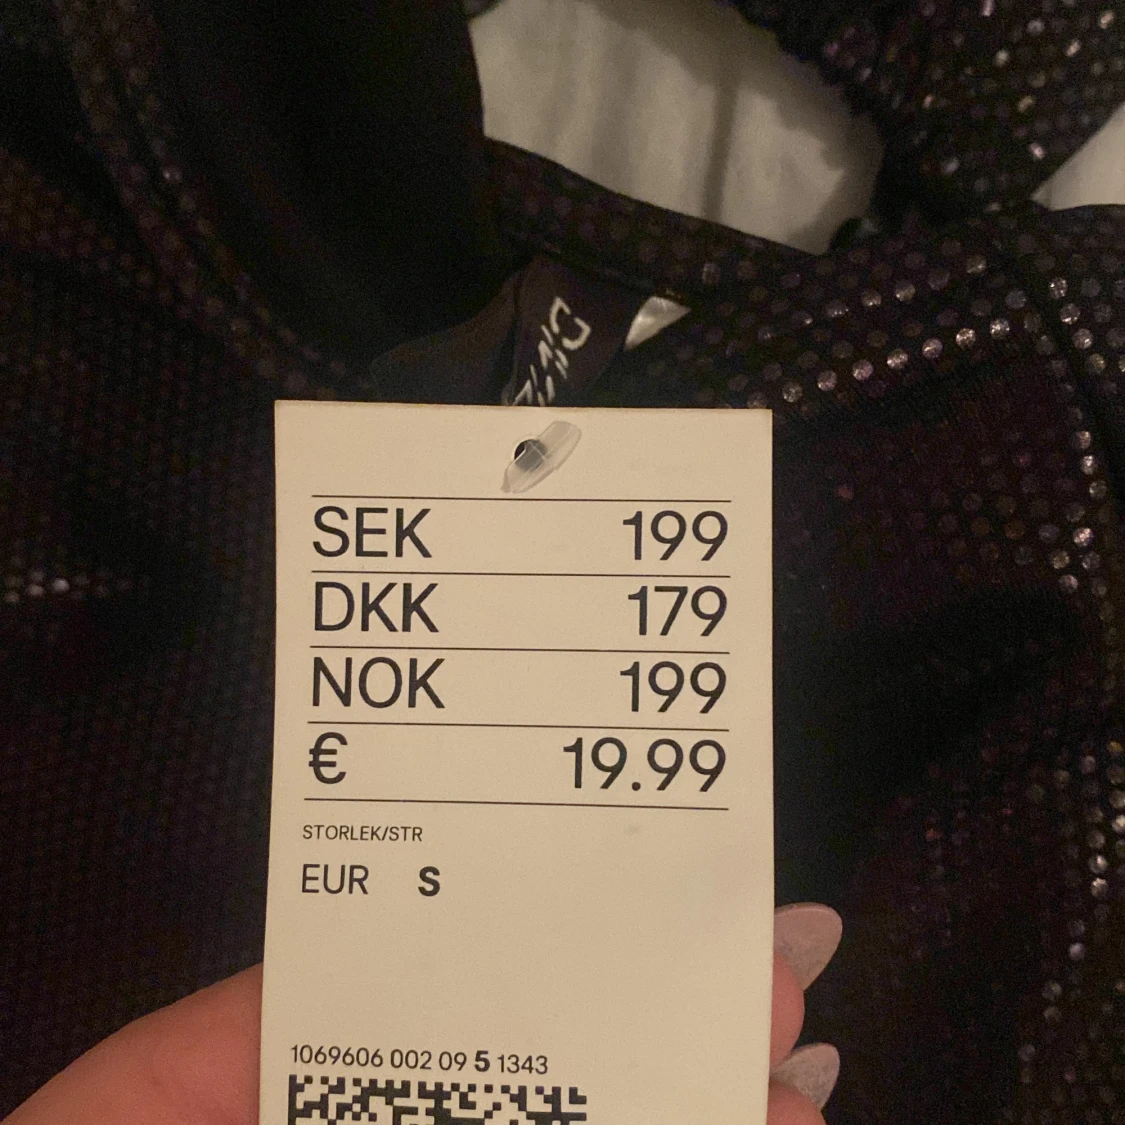 SEK 199
DKK 179
NOK 199
€ 19.99
STORLEK/STR
EUR S
1069606 002 09 5 1343